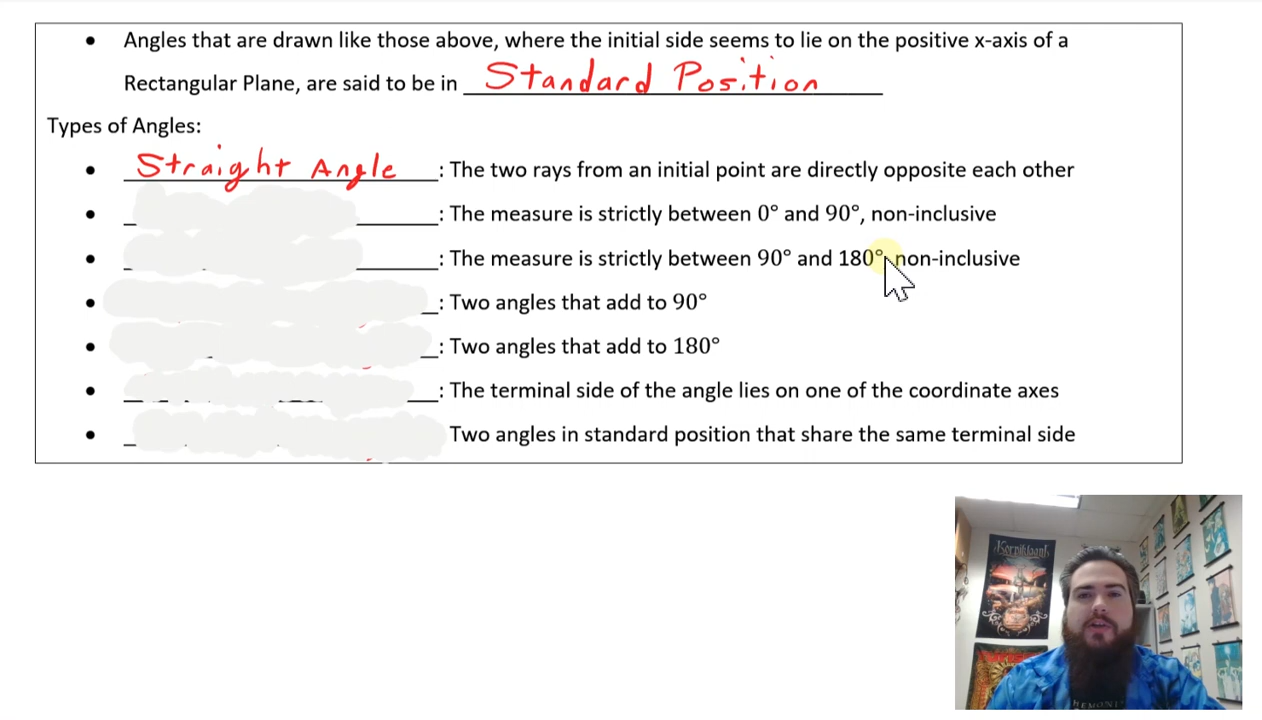 • Angles that are drawn like those above, where the initial side seems to lie on the positive x-axis of a
Rectangular Plane, are said to be in Standard Position
Types of Angles:
• Straight Angle : The two rays from an initial point are directly opposite each other
• : The measure is strictly between 0° and 90°, non-inclusive
• : The measure is strictly between 90° and 180°, non-inclusive
• : Two angles that add to 90°
• : Two angles that add to 180°
• : The terminal side of the angle lies on one of the coordinate axes
• Two angles in standard position that share the same terminal side